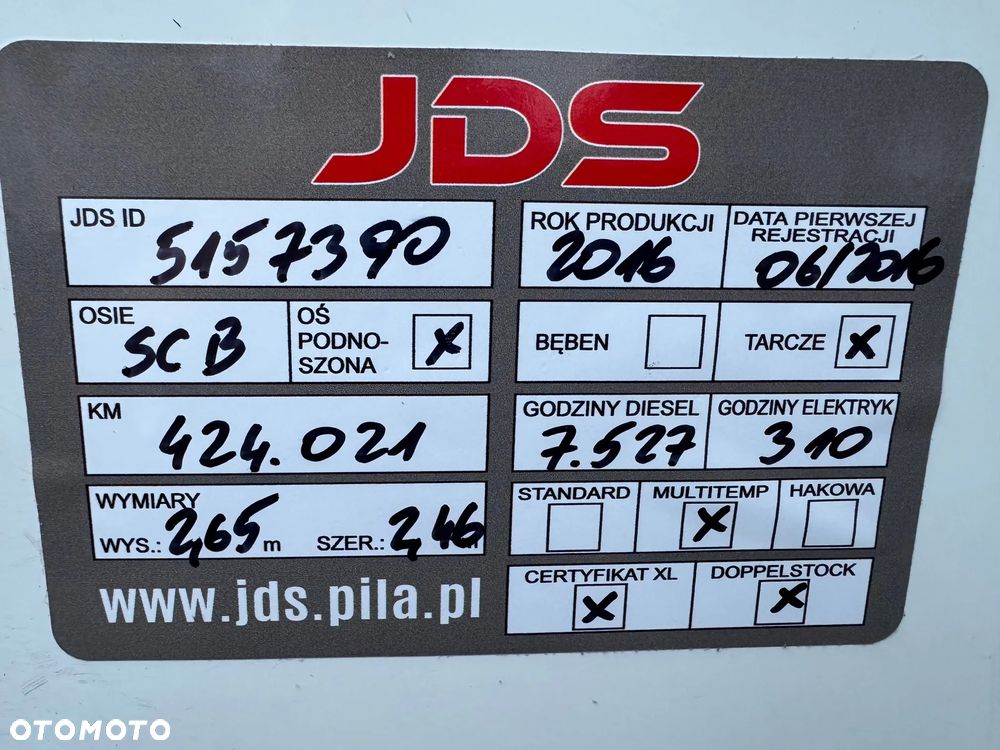 JDS
JDS ID 5157390
ROK PRODUKCJI 2016
DATA PIERWSZEJ
REJESTRACJI
06/2016
OSIE SCB
OŚ
PODNO-
SZONA X
BĘBEN
TARCZE X
KM 424.021
GODZINY DIESEL 7.527
GODZINY ELEKTRYK 310
WYMIARY
WYS.: 2,65 m SZER.: 2,46
STANDARD
MULTITEMP X
HAKOWA
CERTYFIKAT XL X
DOPPELSTOCK X
www.jds.pila.pl
OTOMOTO